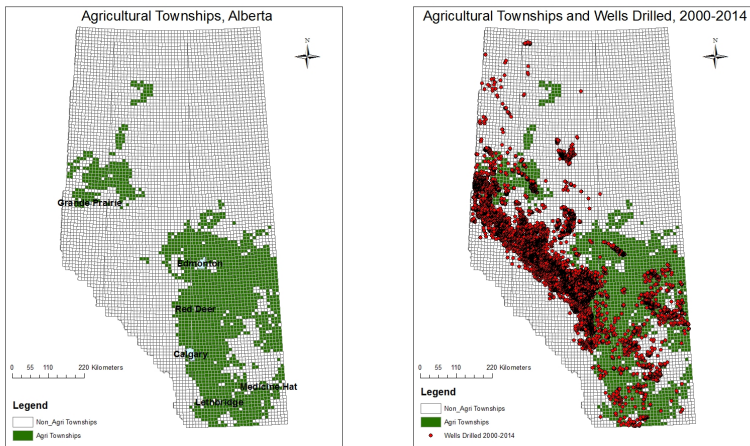 Agricultural Townships, Alberta
N
Grande Prairie
Edmonton
Red Deer
Calgary
Medicine Hat
Lethbridge
0 55 110 220 Kilometers
Legend
Non_Agri Townships
Agri Townships
Agricultural Townships and Wells Drilled, 2000-2014
N
0 55 110 220 Kilometers
Legend
Non_Agri Townships
Agri Townships
Wells Drilled 2000-2014